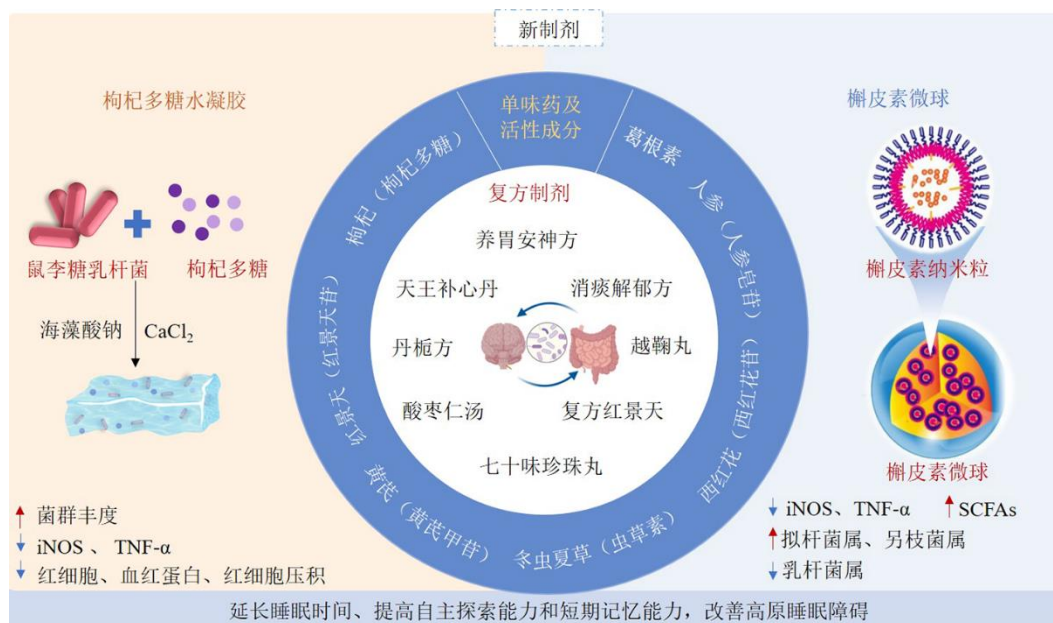 新制剂
枸杞多糖水凝胶
鼠李糖乳杆菌
枸杞多糖
海藻酸钠
CaCl₂
↑ 菌群丰度
↓ iNOS 、 TNF-α
↓ 红细胞、血红蛋白、红细胞压积
单味药及
活性成分
葛根素
人参（人参皂苷）
西红花（西红花苷）
冬虫夏草（虫草素）
黄芪（黄芪甲苷）
红景天（红景天苷）
枸杞（枸杞多糖）
复方制剂
养胃安神方
天王补心丹
消痰解郁方
丹栀方
越鞠丸
酸枣仁汤
复方红景天
七十味珍珠丸
槲皮素微球
槲皮素纳米粒
槲皮素微球
↓ iNOS、TNF-α ↑ SCFAs
↑ 拟杆菌属、另枝菌属
↓ 乳杆菌属
延长睡眠时间、提高自主探索能力和短期记忆能力，改善高原睡眠障碍